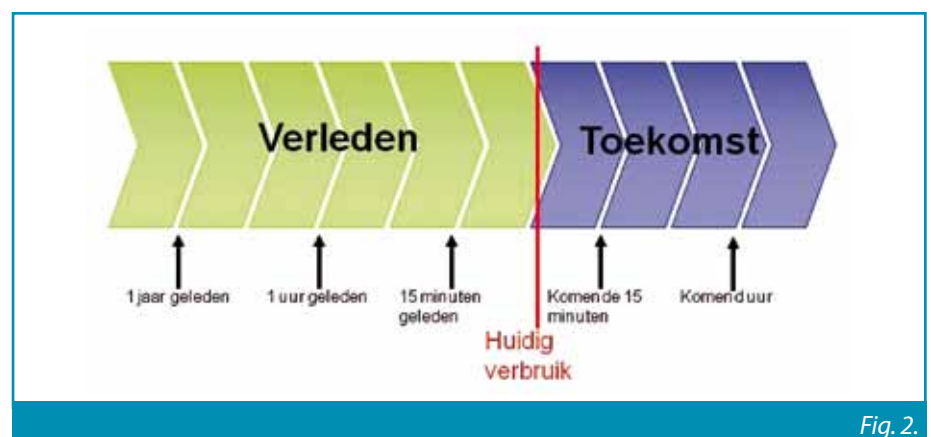 Verleden
Toekomst
1 jaar geleden
1 uur geleden
15 minuten
geleden
Komende 15
minuten
Komend uur
Huidig
verbruik
Fig. 2.